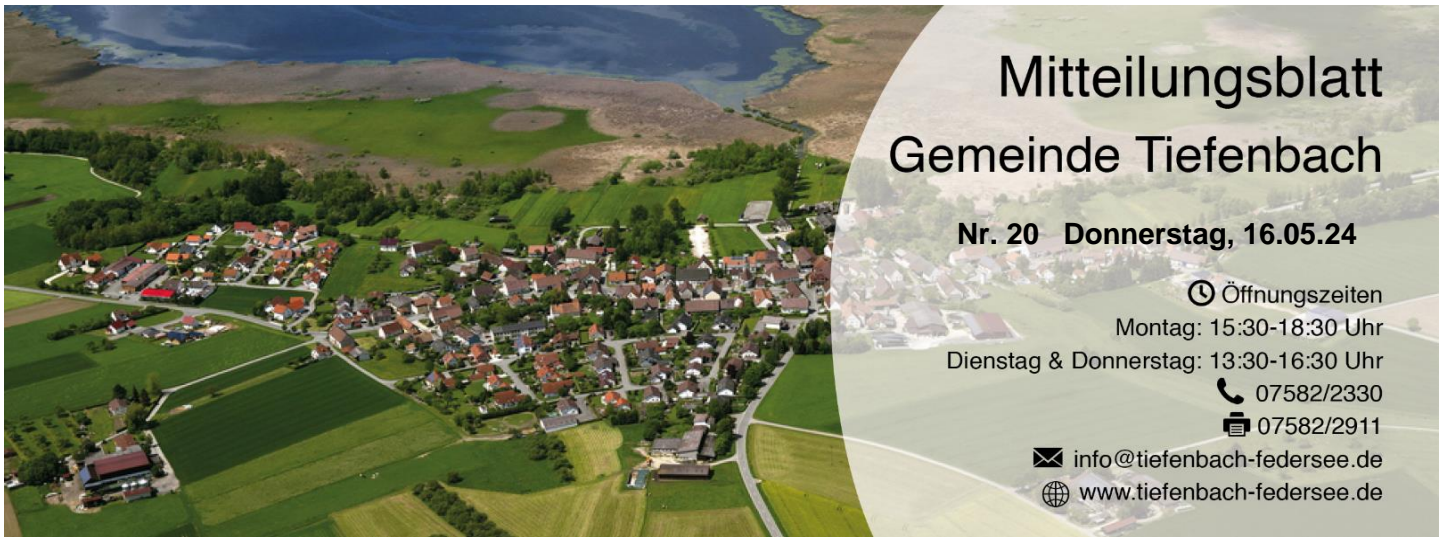 Mitteilungsblatt
Gemeinde Tiefenbach
Nr. 20 Donnerstag, 16.05.24
Öffnungszeiten
Montag: 15:30-18:30 Uhr
Dienstag & Donnerstag: 13:30-16:30 Uhr
07582/2330
07582/2911
info@tiefenbach-federsee.de
www.tiefenbach-federsee.de